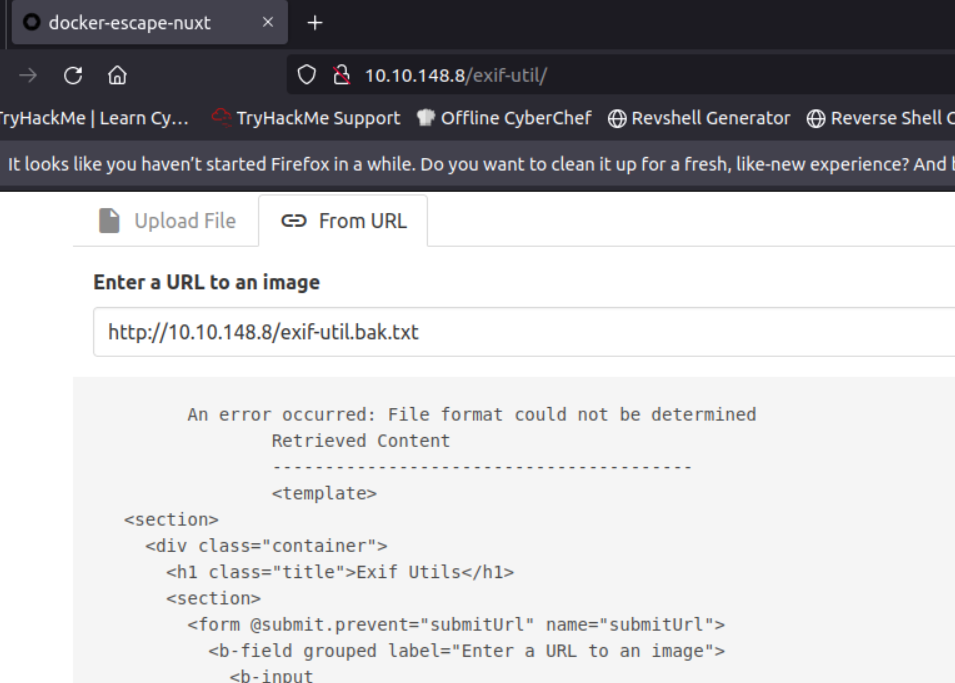 docker-escape-nuxt
10.10.148.8/exif-util/
TryHackMe | Learn Cy... TryHackMe Support Offline CyberChef Revshell Generator Reverse Shell C
It looks like you haven't started Firefox in a while. Do you want to clean it up for a fresh, like-new experience? And
Upload File From URL
Enter a URL to an image
http://10.10.148.8/exif-util.bak.txt
An error occurred: File format could not be determined
Retrieved Content
----------------------------------------
<template>
<section>
<div class="container">
<h1 class="title">Exif Utils</h1>
<section>
<form @submit.prevent="submitUrl" name="submitUrl">
<b-field grouped label="Enter a URL to an image">
<b-input